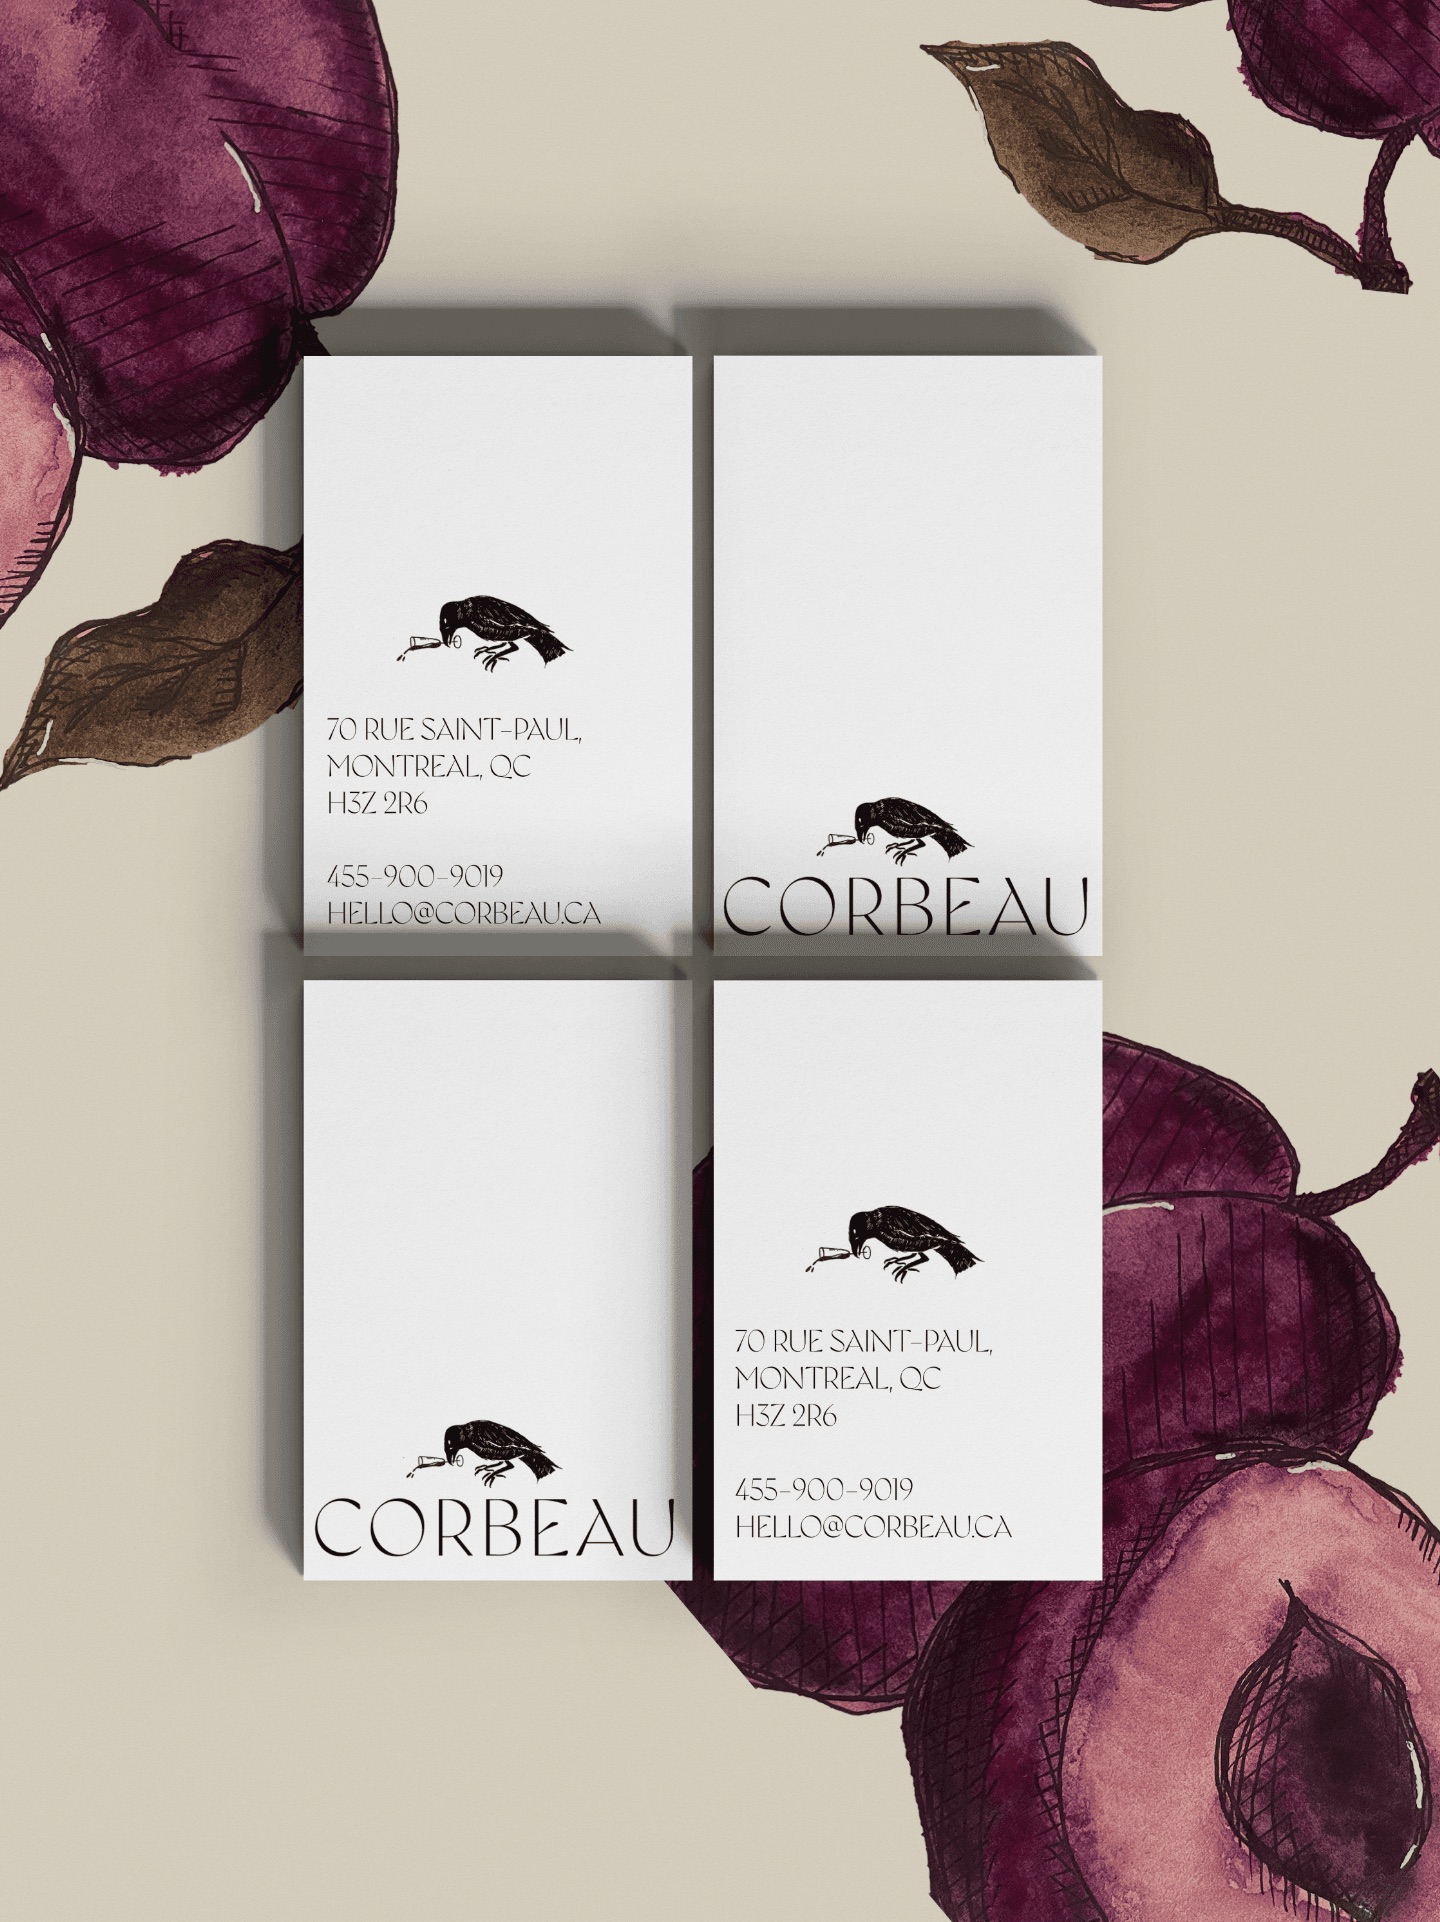 70 RUE SAINT-PAUL,
MONTREAL, QC
H3Z 2R6
455-900-9019
HELLO@CORBEAU.CA
CORBEAU
CORBEAU
70 RUE SAINT-PAUL,
MONTREAL, QC
H3Z 2R6
455-900-9019
HELLO@CORBEAU.CA